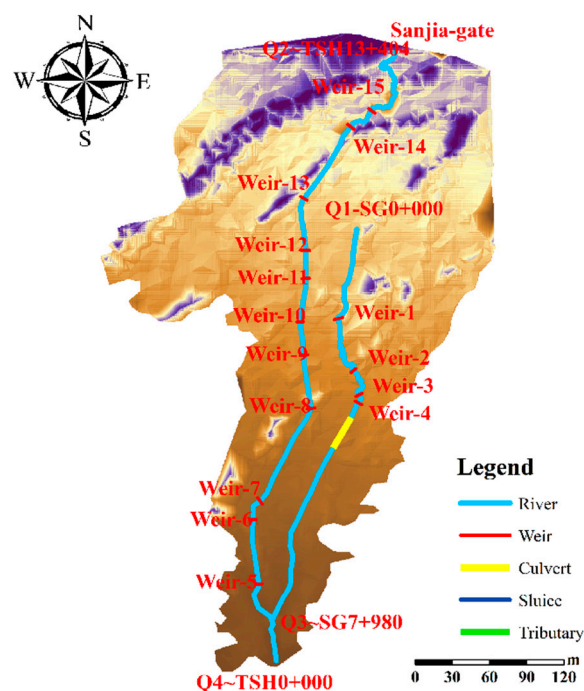 N
Sanjia-gate
Q2~TSH13+404
W
E
Weir-15
S
Weir-14
Weir-13
Q1-SG0+000
Weir-12
Weir-11
Weir-10
Weir-1
Weir-9
Weir-2
Weir-3
Weir-8
Weir-4
Legend
Weir-7
River
Weir-6
Weir
Culvert
Weir-5
Sluice
Q3~SG7+980
Tributary
m
Q4~TSH0+000
0 30 60 90 120